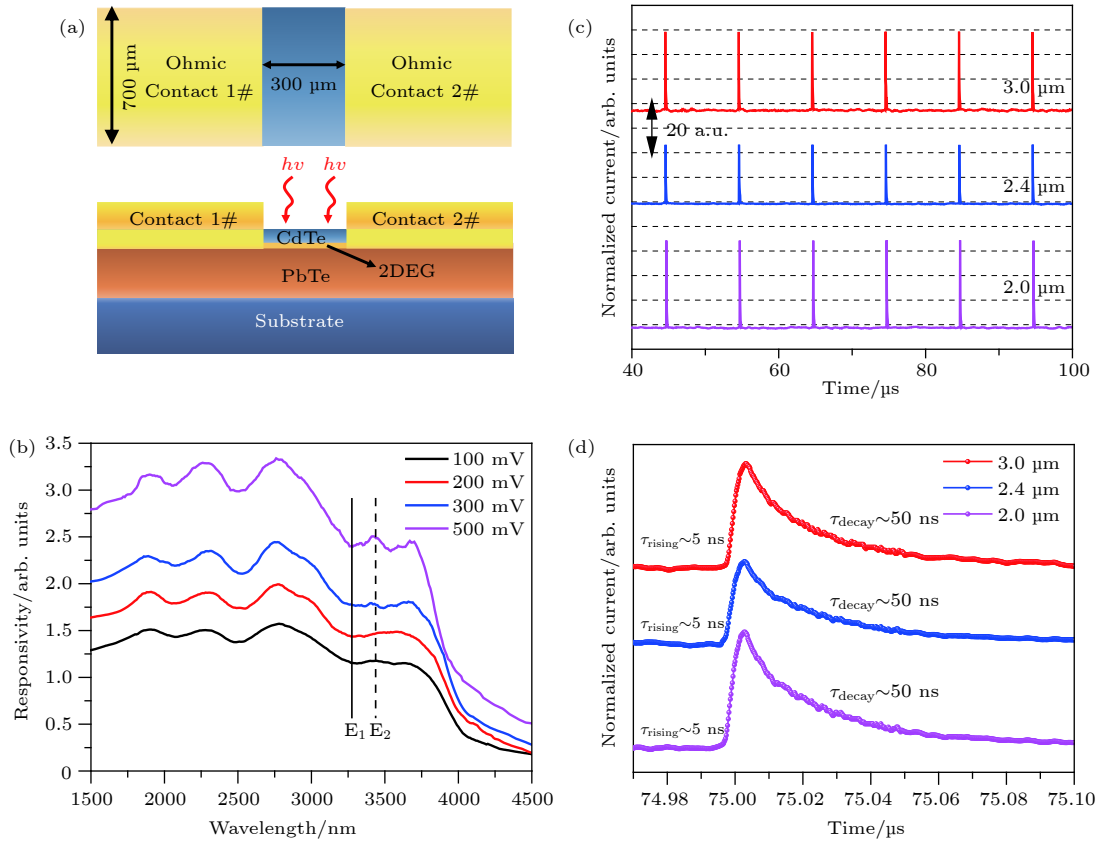 (a)
700 µm
Ohmic
Contact 1#
300 µm
Ohmic
Contact 2#
hν hν
Contact 1#
Contact 2#
CdTe
2DEG
PbTe
Substrate
(b)
3.5
3.0
2.5
2.0
1.5
1.0
0.5
0
Responsivity/arb. units
100 mV
200 mV
300 mV
500 mV
E1 E2
1500 2000 2500 3000 3500 4000 4500
Wavelength/nm
(c)
Normalized current/arb. units
3.0 µm
20 a.u.
2.4 µm
2.0 µm
40 60 80 100
Time/µs
(d)
Normalized current/arb. units
3.0 µm
2.4 µm
2.0 µm
τrising~5 ns
τdecay~50 ns
τrising~5 ns
τdecay~50 ns
τrising~5 ns
τdecay~50 ns
74.98 75.00 75.02 75.04 75.06 75.08 75.10
Time/µs